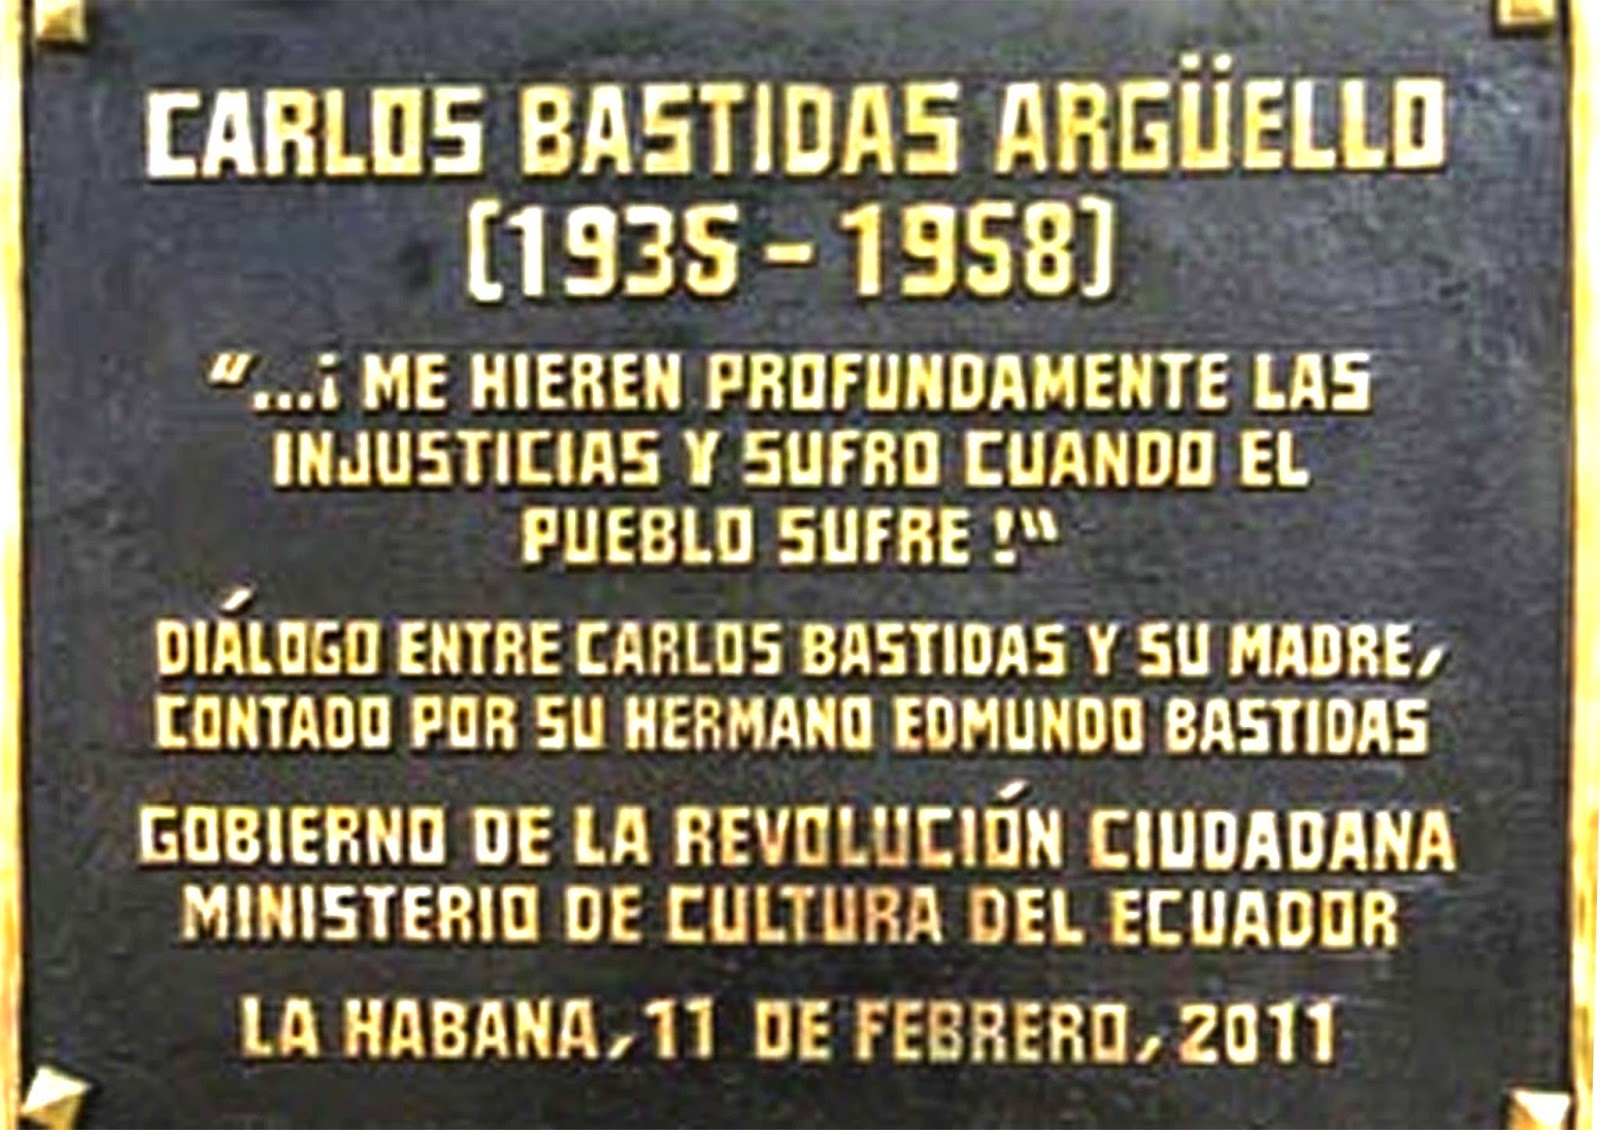 CARLOS BASTIDAS ARGÜELLO
(1935 - 1958)
"...¡ ME HIEREN PROFUNDAMENTE LAS
INJUSTICIAS Y SUFRO CUANDO EL
PUEBLO SUFRE !"
DIÁLOGO ENTRE CARLOS BASTIDAS Y SU MADRE,
CONTADO POR SU HERMANO EDMUNDO BASTIDAS
GOBIERNO DE LA REVOLUCIÓN CIUDADANA
MINISTERIO DE CULTURA DEL ECUADOR
LA HABANA, 11 DE FEBRERO, 2011